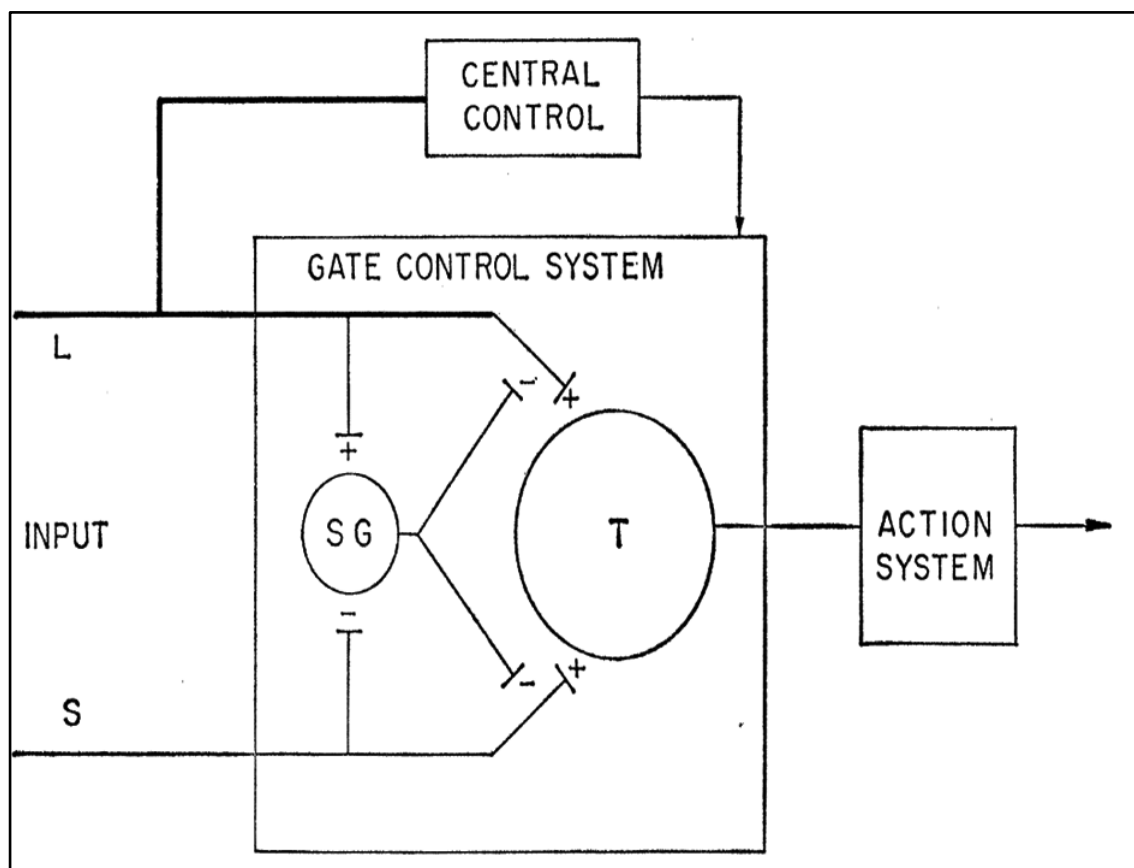 CENTRAL
CONTROL
GATE CONTROL SYSTEM
L
-
+
+
INPUT
SG
T
ACTION
SYSTEM
-
-
+
S